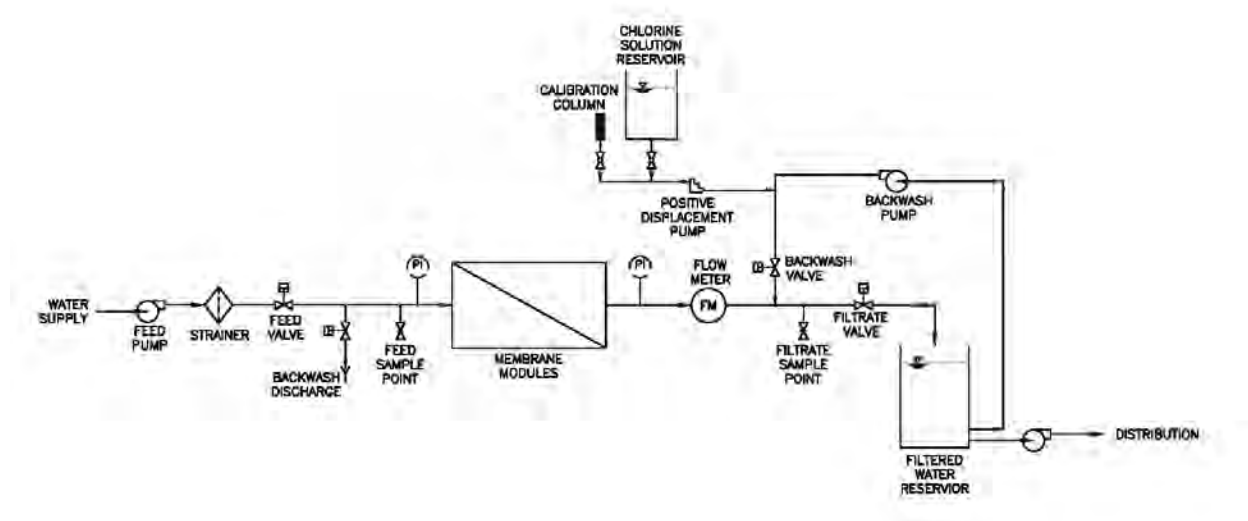 CHLORINE
SOLUTION
RESERVOIR
CALIBRATION
COLUMN
POSITIVE
DISPLACEMENT
PUMP
BACKWASH
PUMP
PI
PI
FLOW
METER
FM
BACKWASH
VALVE
WATER
SUPPLY
FEED
PUMP
STRAINER
FEED
VALVE
BACKWASH
DISCHARGE
FEED
SAMPLE
POINT
MEMBRANE
MODULES
FILTRATE
SAMPLE
POINT
FILTRATE
VALVE
FILTERED
WATER
RESERVIOR
DISTRIBUTION